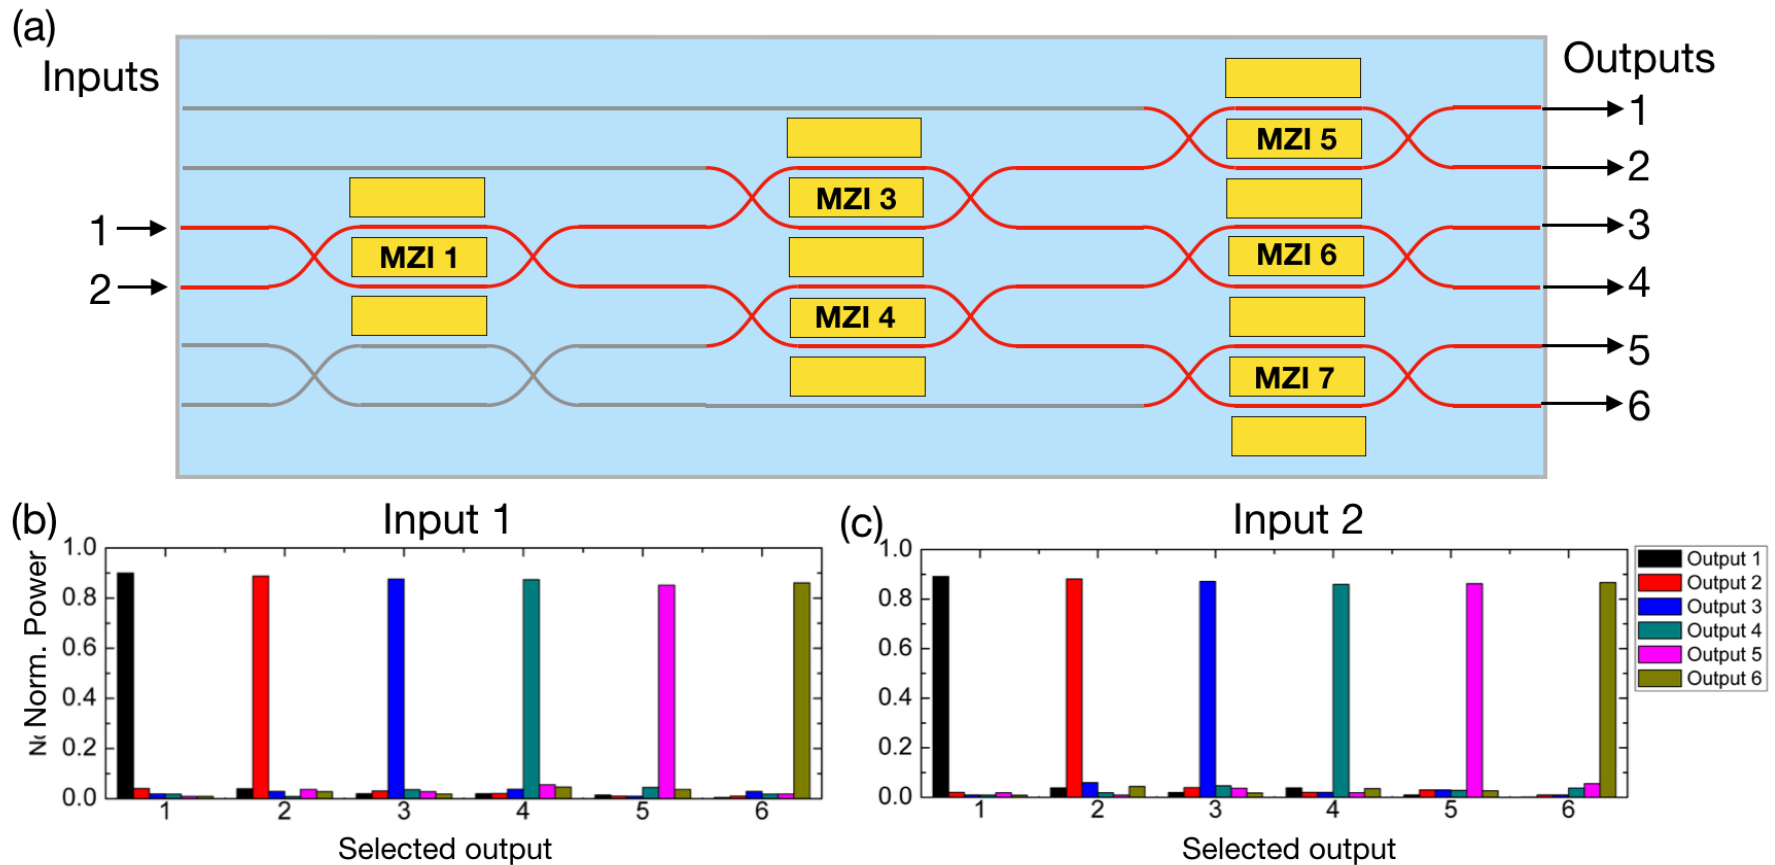 (a)
Inputs
Outputs
1
2
MZI 1
MZI 3
MZI 4
MZI 5
MZI 6
MZI 7
1
2
3
4
5
6
(b)
Input 1
Norm. Power
1.0
0.8
0.6
0.4
0.2
0.0
1 2 3 4 5 6
Selected output
(c)
Input 2
1.0
0.8
0.6
0.4
0.2
0.0
1 2 3 4 5 6
Selected output
Output 1
Output 2
Output 3
Output 4
Output 5
Output 6